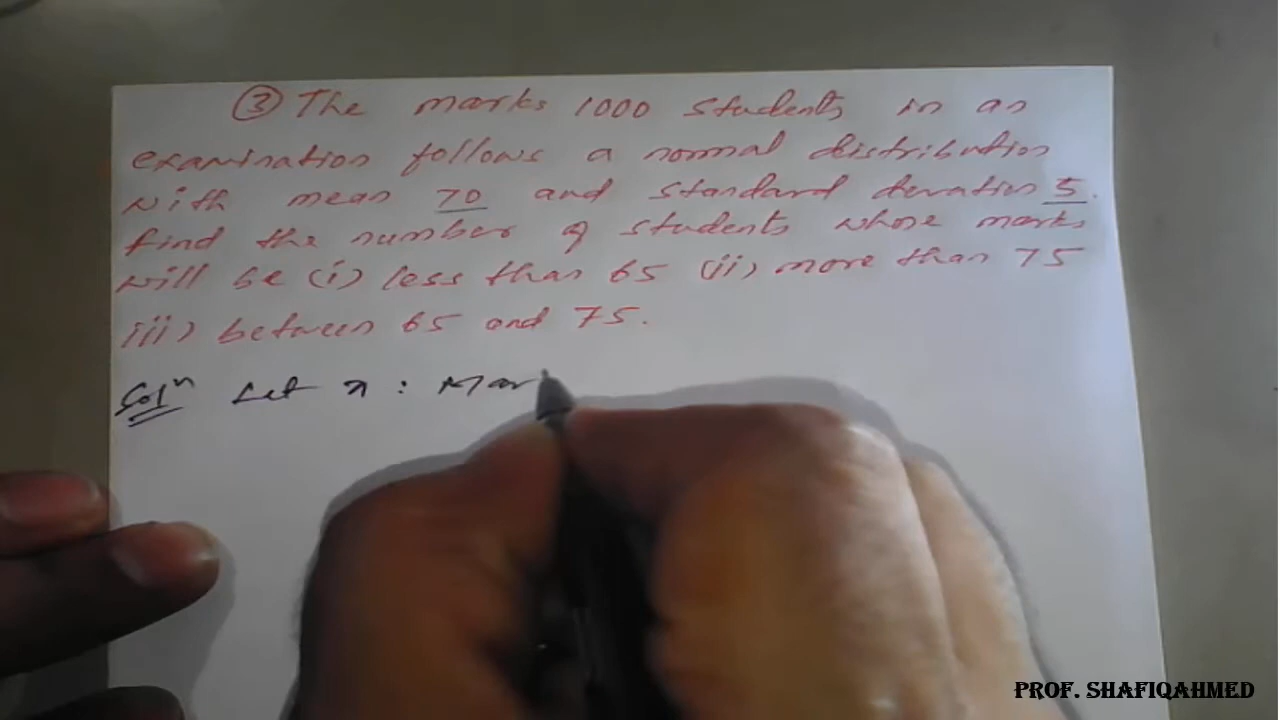 ③ The marks 1000 students in an
examination follows a normal distribution
with mean 70 and standard deviation 5.
find the number of students whose marks
will be (i) less than 65 (ii) more than 75
iii) between 65 and 75.
Solⁿ Let x : Mar
PROF. SHAFIQAHMED